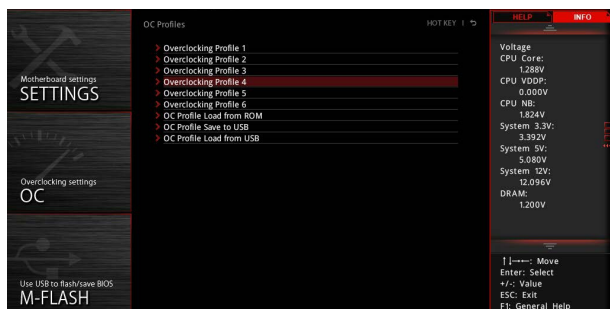 Motherboard settings
SETTINGS
Overclocking settings
OC
Use USB to flash/save BIOS
M-FLASH
OC Profiles
HOT KEY
Overclocking Profile 1
Overclocking Profile 2
Overclocking Profile 3
Overclocking Profile 4
Overclocking Profile 5
Overclocking Profile 6
OC Profile Load from ROM
OC Profile Save to USB
OC Profile Load from USB
HELP
INFO
Voltage
CPU Core:
1.288V
CPU VDDP:
0.000V
CPU NB:
1.824V
System 3.3V:
3.392V
System 5V:
5.080V
System 12V:
12.096V
DRAM:
1.200V
↑↓→←: Move
Enter: Select
+/-: Value
ESC: Exit
F1: General Help